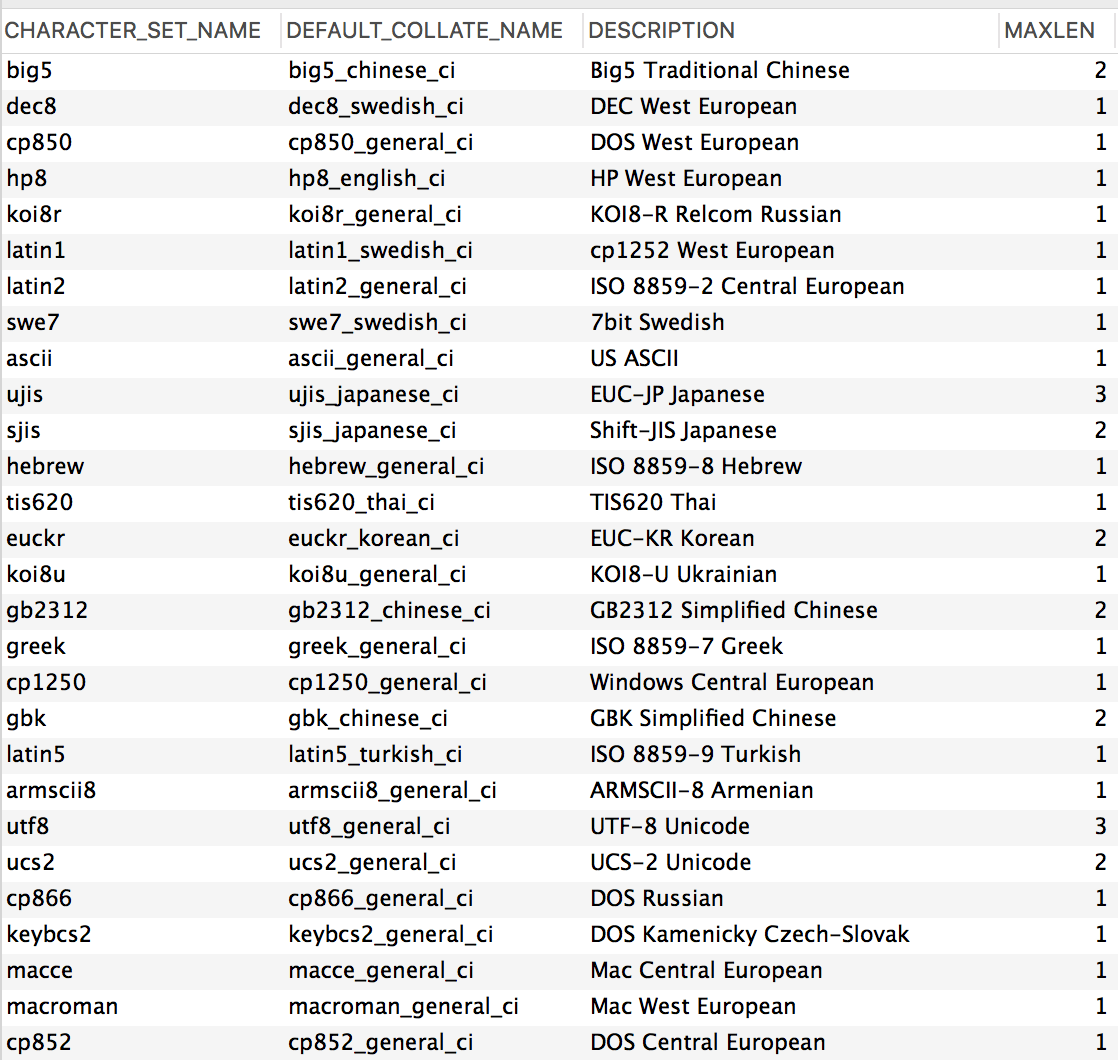 CHARACTER_SET_NAME DEFAULT_COLLATE_NAME DESCRIPTION MAXLEN
big5 big5_chinese_ci Big5 Traditional Chinese 2
dec8 dec8_swedish_ci DEC West European 1
cp850 cp850_general_ci DOS West European 1
hp8 hp8_english_ci HP West European 1
koi8r koi8r_general_ci KOI8-R Relcom Russian 1
latin1 latin1_swedish_ci cp1252 West European 1
latin2 latin2_general_ci ISO 8859-2 Central European 1
swe7 swe7_swedish_ci 7bit Swedish 1
ascii ascii_general_ci US ASCII 1
ujis ujis_japanese_ci EUC-JP Japanese 3
sjis sjis_japanese_ci Shift-JIS Japanese 2
hebrew hebrew_general_ci ISO 8859-8 Hebrew 1
tis620 tis620_thai_ci TIS620 Thai 1
euckr euckr_korean_ci EUC-KR Korean 2
koi8u koi8u_general_ci KOI8-U Ukrainian 1
gb2312 gb2312_chinese_ci GB2312 Simplified Chinese 2
greek greek_general_ci ISO 8859-7 Greek 1
cp1250 cp1250_general_ci Windows Central European 1
gbk gbk_chinese_ci GBK Simplified Chinese 2
latin5 latin5_turkish_ci ISO 8859-9 Turkish 1
armscii8 armscii8_general_ci ARMSCII-8 Armenian 1
utf8 utf8_general_ci UTF-8 Unicode 3
ucs2 ucs2_general_ci UCS-2 Unicode 2
cp866 cp866_general_ci DOS Russian 1
keybcs2 keybcs2_general_ci DOS Kamenicky Czech-Slovak 1
macce macce_general_ci Mac Central European 1
macroman macroman_general_ci Mac West European 1
cp852 cp852_general_ci DOS Central European 1